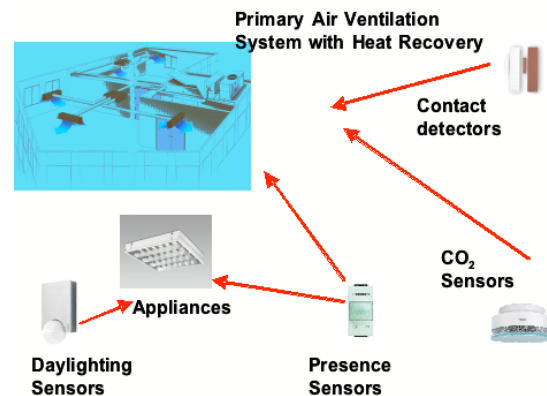 Primary Air Ventilation
System with Heat Recovery
Contact
detectors
CO₂
Sensors
Appliances
Daylighting
Sensors
Presence
Sensors